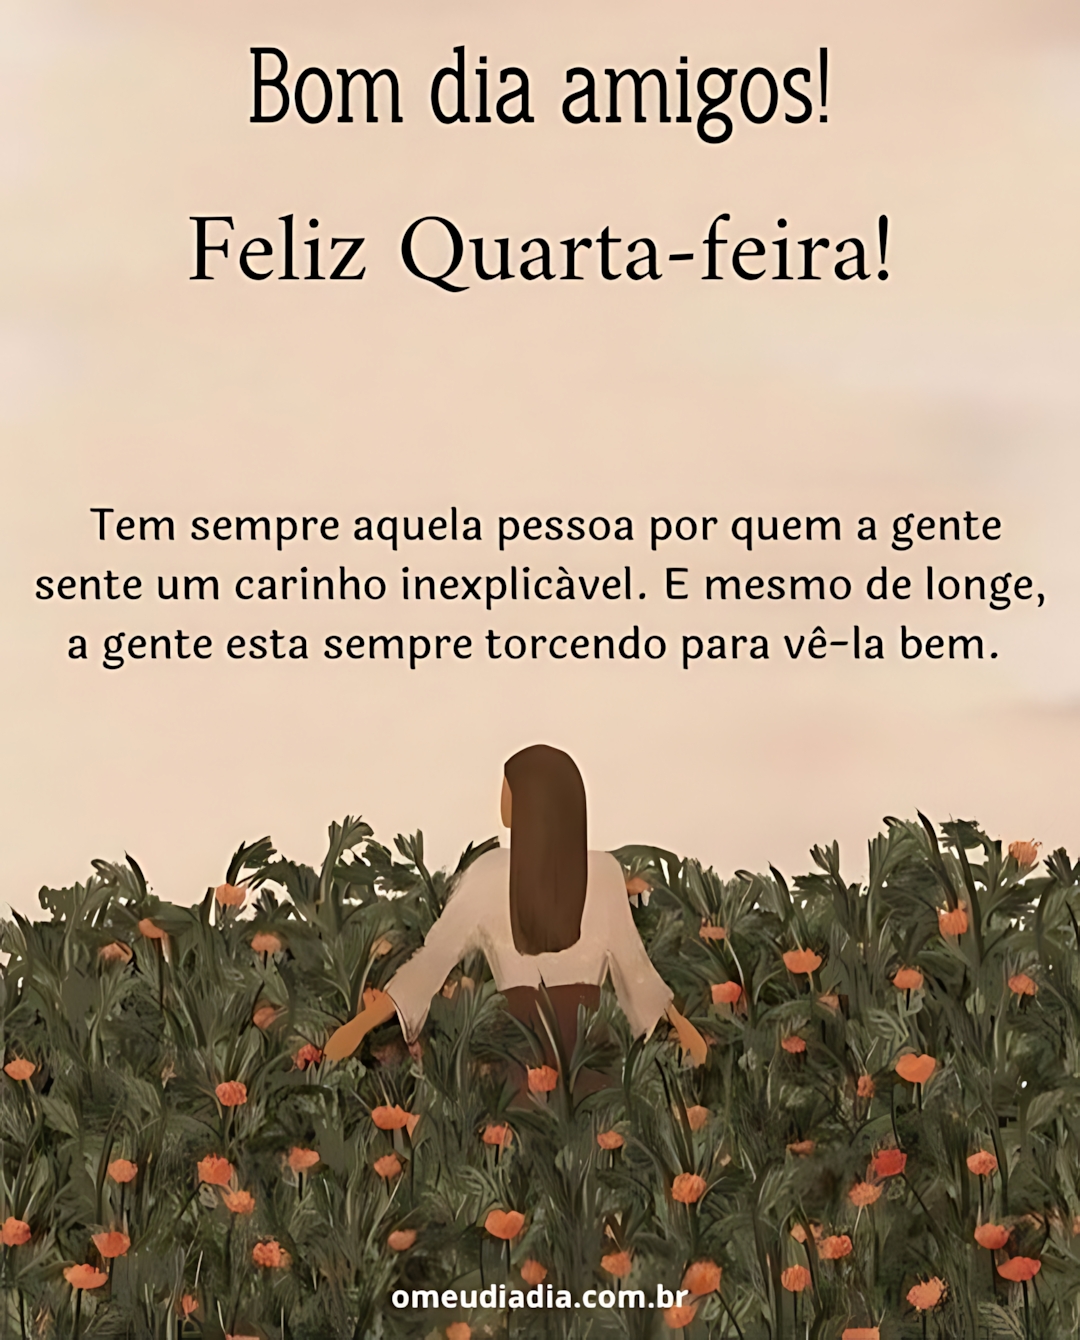 Bom dia amigos!
Feliz Quarta-feira!
Tem sempre aquela pessoa por quem a gente
sente um carinho inexplicàvel. E mesmo de longe,
a gente esta sempre torcendo para vê-la bem.
omeudiadia.com.br